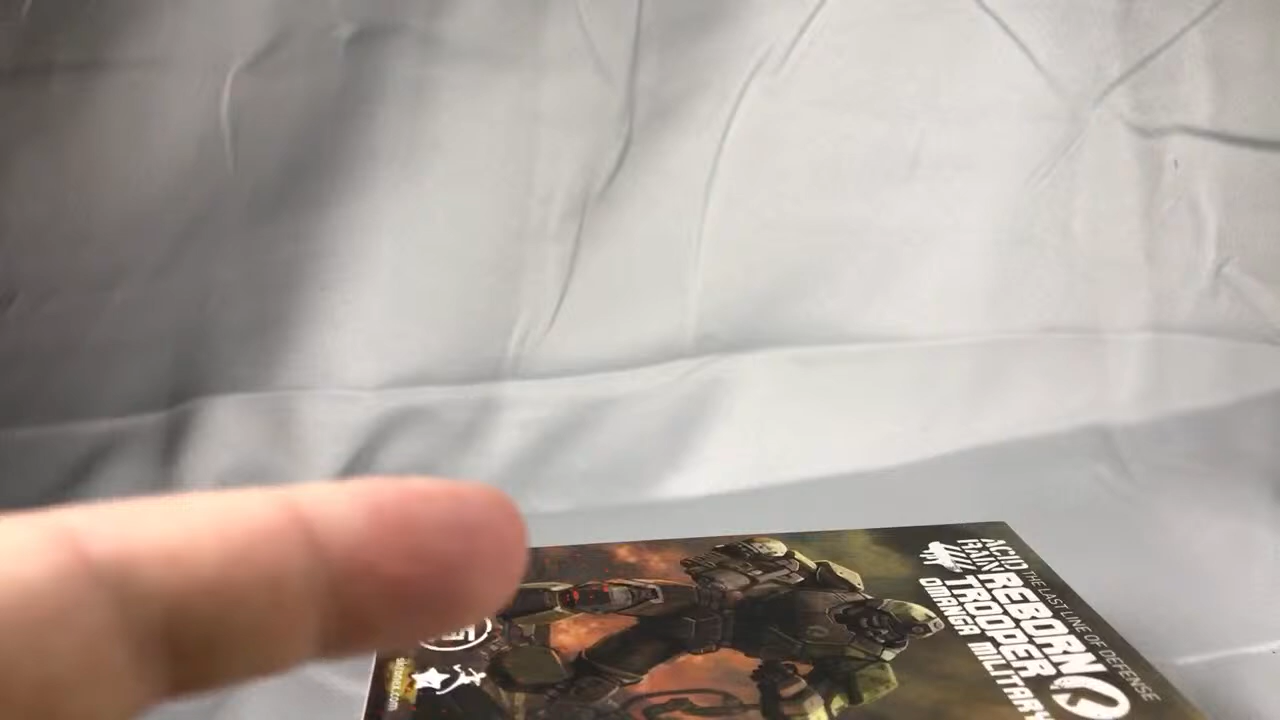 ACID RAIN
THE LAST LINE OF DEFENSE
REBORN
TROOPER
OMANGA MILITARY